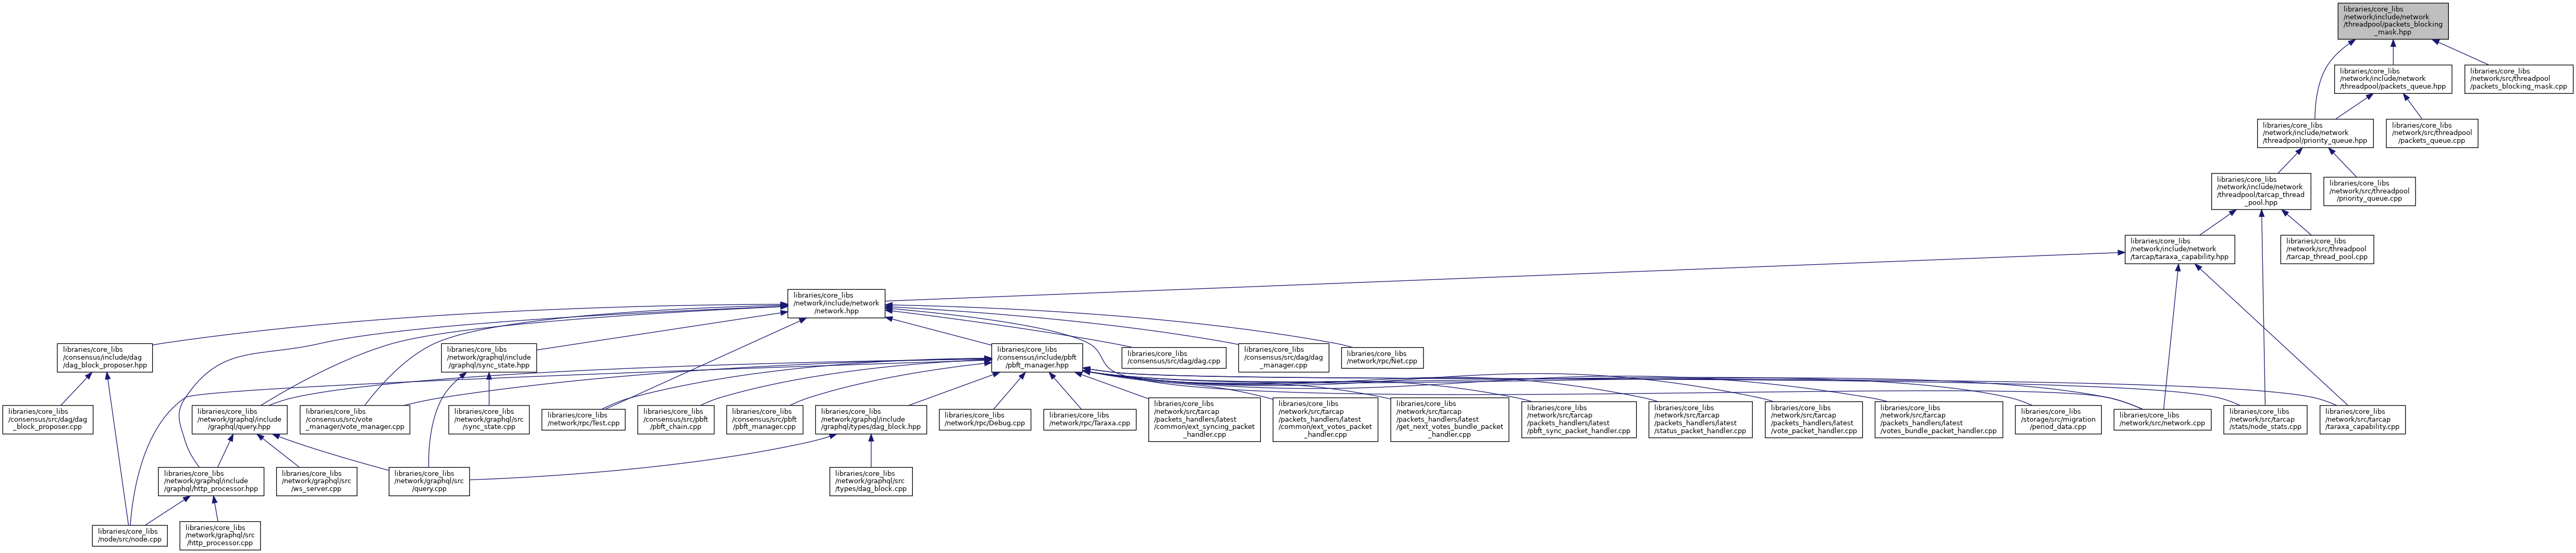 libraries/core_libs
/network/include/network
/threadpool/packets_blocking
_mask.hpp
libraries/core_libs
/network/include/network
/threadpool/packets_queue.hpp
libraries/core_libs
/network/src/threadpool
/packets_blocking_mask.cpp
libraries/core_libs
/network/include/network
/threadpool/priority_queue.hpp
libraries/core_libs
/network/src/threadpool
/packets_queue.cpp
libraries/core_libs
/network/include/network
/threadpool/tarcap_thread
_pool.hpp
libraries/core_libs
/network/src/threadpool
/priority_queue.cpp
libraries/core_libs
/network/include/network
/tarcap/taraxa_capability.hpp
libraries/core_libs
/network/src/threadpool
/tarcap_thread_pool.cpp
libraries/core_libs
/network/include/network
/network.hpp
libraries/core_libs
/consensus/include/dag
/dag_block_proposer.hpp
libraries/core_libs
/network/graphql/include
/graphql/sync_state.hpp
libraries/core_libs
/consensus/include/pbft
/pbft_manager.hpp
libraries/core_libs
/consensus/src/dag/dag.cpp
libraries/core_libs
/consensus/src/dag/dag
_manager.cpp
libraries/core_libs
/network/rpc/Net.cpp
libraries/core_libs
/consensus/src/dag/dag
_block_proposer.cpp
libraries/core_libs
/network/graphql/include
/graphql/query.hpp
libraries/core_libs
/consensus/src/vote
_manager/vote_manager.cpp
libraries/core_libs
/network/graphql/src
/sync_state.cpp
libraries/core_libs
/network/rpc/Test.cpp
libraries/core_libs
/consensus/src/pbft
/pbft_chain.cpp
libraries/core_libs
/consensus/src/pbft
/pbft_manager.cpp
libraries/core_libs
/network/graphql/include
/graphql/types/dag_block.hpp
libraries/core_libs
/network/rpc/Debug.cpp
libraries/core_libs
/network/rpc/Taraxa.cpp
libraries/core_libs
/network/src/tarcap
/packets_handlers/latest
/common/ext_syncing_packet
_handler.cpp
libraries/core_libs
/network/src/tarcap
/packets_handlers/latest
/common/ext_votes_packet
_handler.cpp
libraries/core_libs
/network/src/tarcap
/packets_handlers/latest
/get_next_votes_bundle_packet
_handler.cpp
libraries/core_libs
/network/src/tarcap
/packets_handlers/latest
/pbft_sync_packet_handler.cpp
libraries/core_libs
/network/src/tarcap
/packets_handlers/latest
/status_packet_handler.cpp
libraries/core_libs
/network/src/tarcap
/packets_handlers/latest
/vote_packet_handler.cpp
libraries/core_libs
/network/src/tarcap
/packets_handlers/latest
/votes_bundle_packet_handler.cpp
libraries/core_libs
/storage/src/migration
/period_data.cpp
libraries/core_libs
/network/src/network.cpp
libraries/core_libs
/network/src/tarcap
/stats/node_stats.cpp
libraries/core_libs
/network/src/tarcap
/taraxa_capability.cpp
libraries/core_libs
/network/graphql/include
/graphql/http_processor.hpp
libraries/core_libs
/network/graphql/src
/ws_server.cpp
libraries/core_libs
/network/graphql/src
/query.cpp
libraries/core_libs
/network/graphql/src
/types/dag_block.cpp
libraries/core_libs
/node/src/node.cpp
libraries/core_libs
/network/graphql/src
/http_processor.cpp